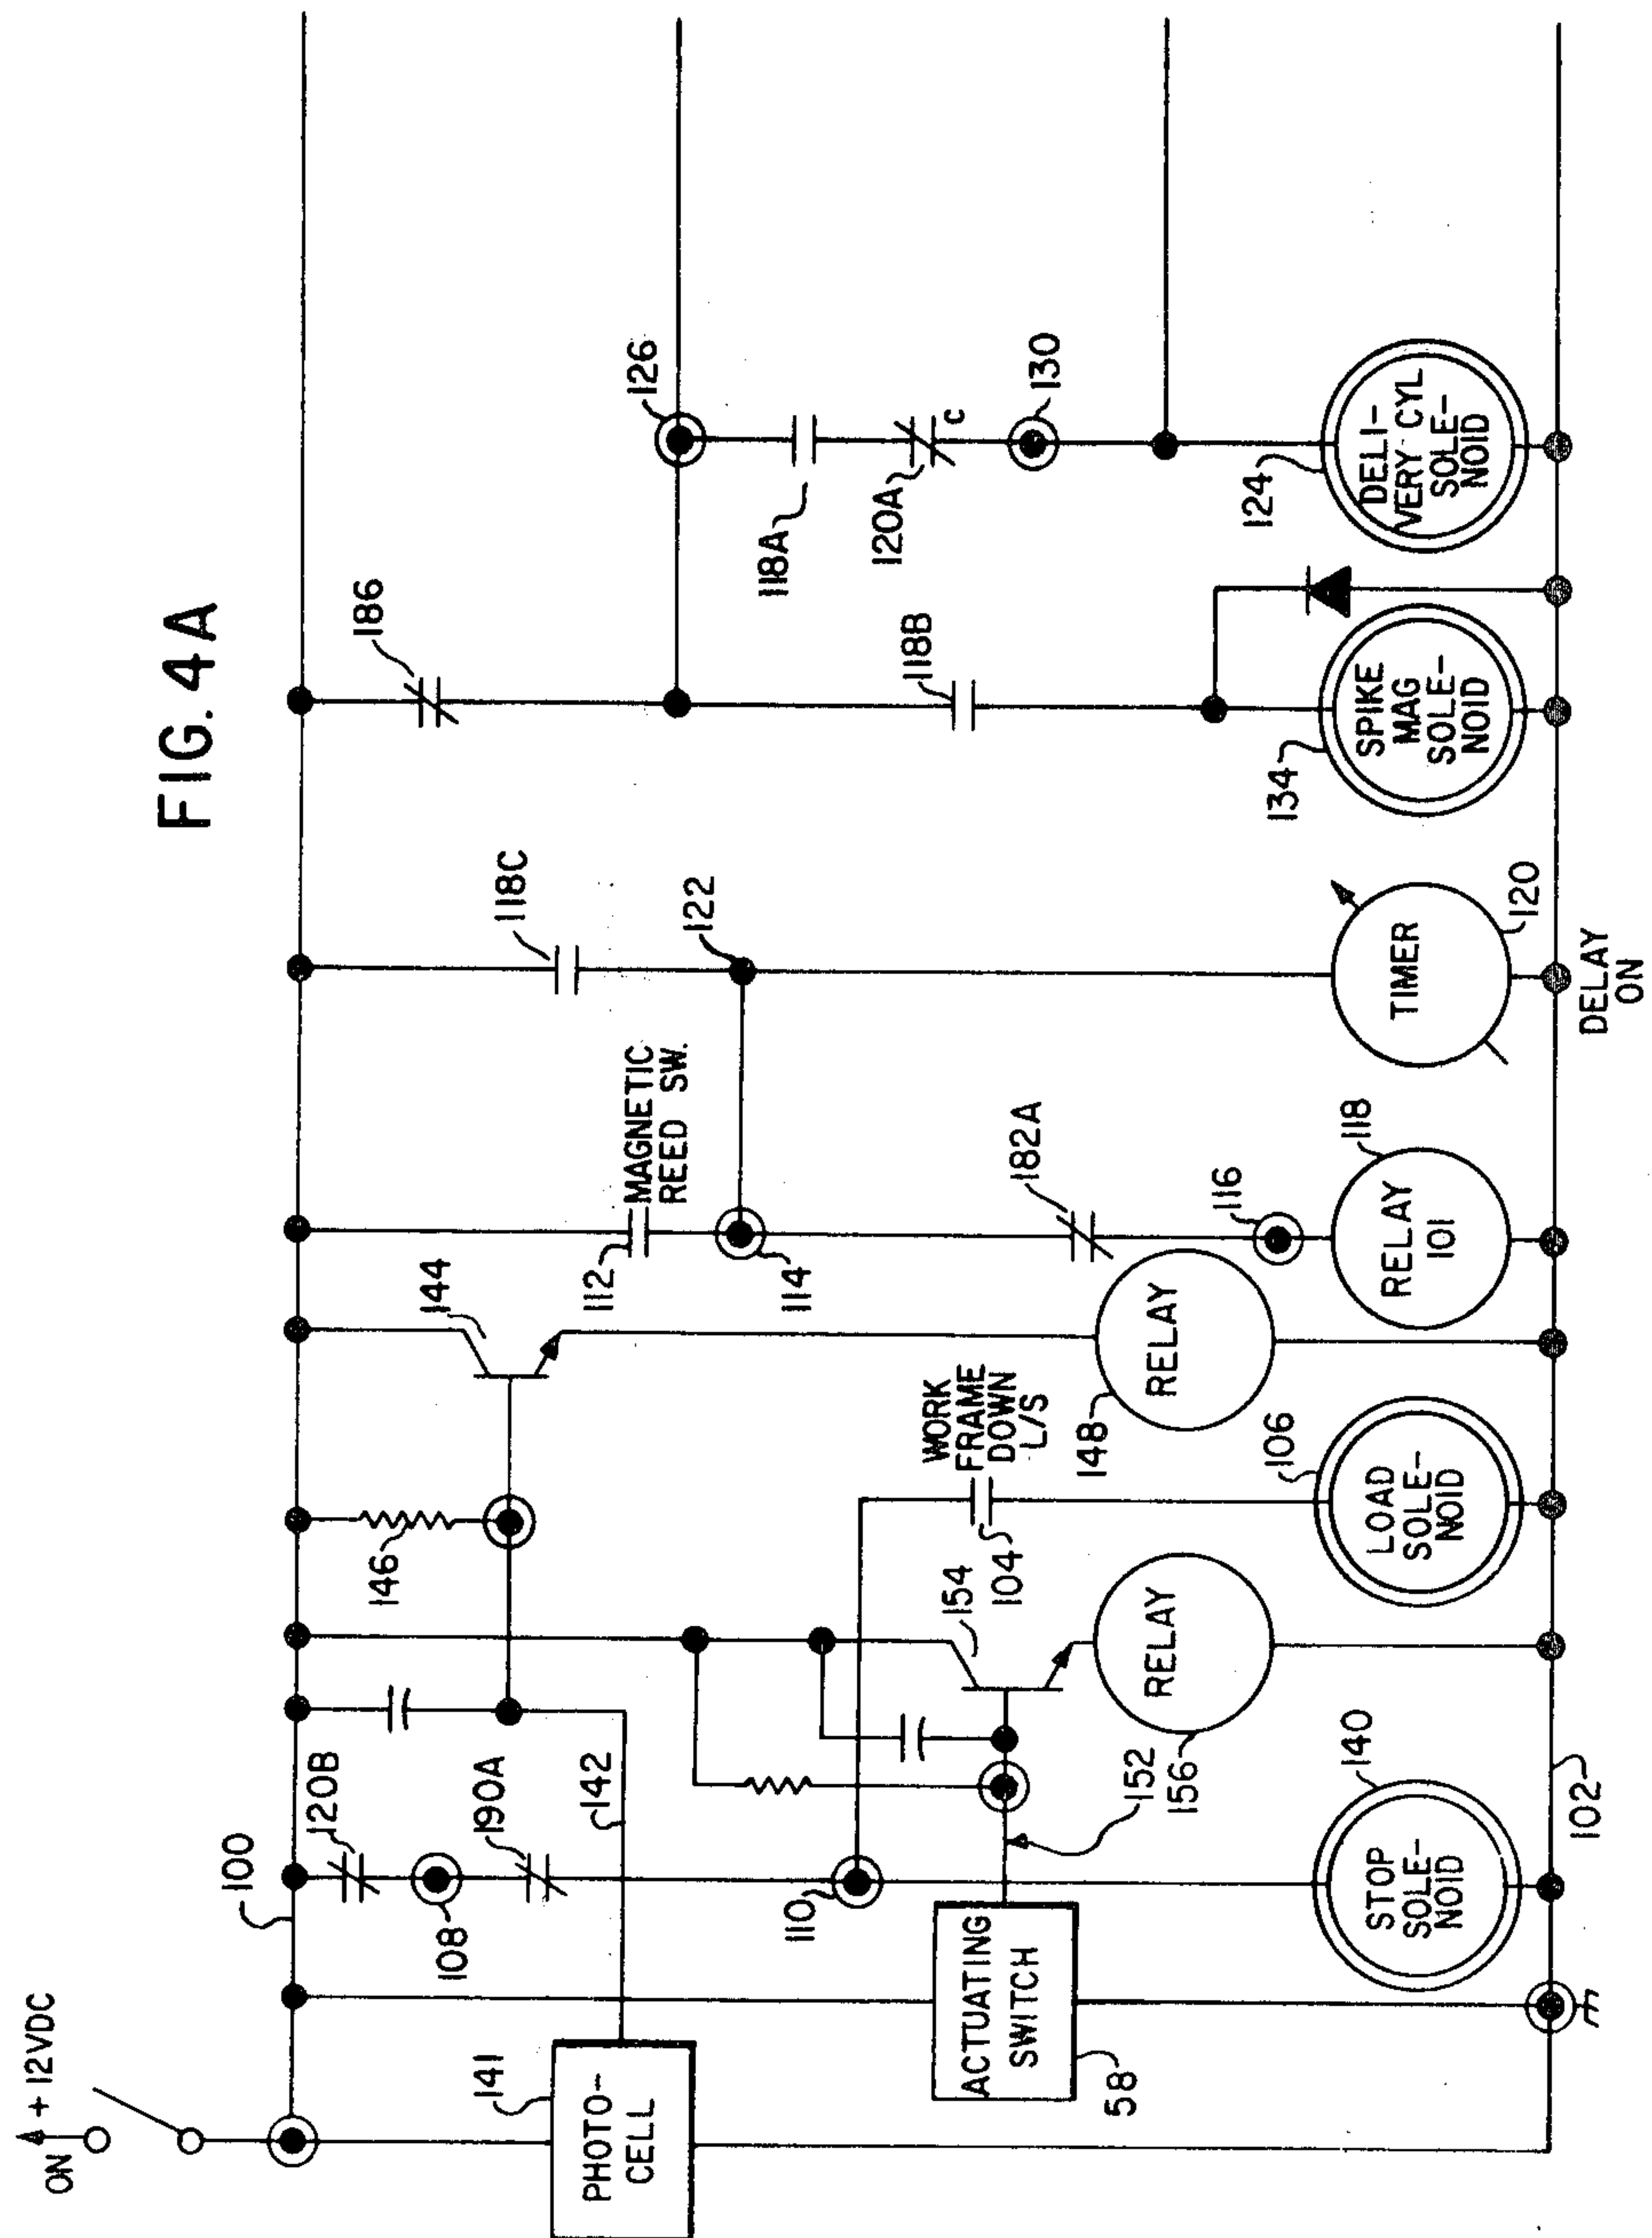 FIG. 4A
+12VDC
ON
100
120B
108
190A
141
PHOTO-
CELL
142
146
144
110
ACTUATING
SWITCH
58
152
154
156
RELAY
STOP
SOLE-
NOID
140
102
WORK
FRAME
DOWN
L/S
104
106
LOAD
SOLE-
NOID
148
RELAY
112
MAGNETIC
REED SW.
114
182A
116
118
RELAY
101
118C
122
TIMER
120
DELAY
ON
186
118B
134
SPIKE
MAG
SOLE-
NOID
126
118A
120A
C
130
124
DELI-
VERY CYL
SOLE-
NOID